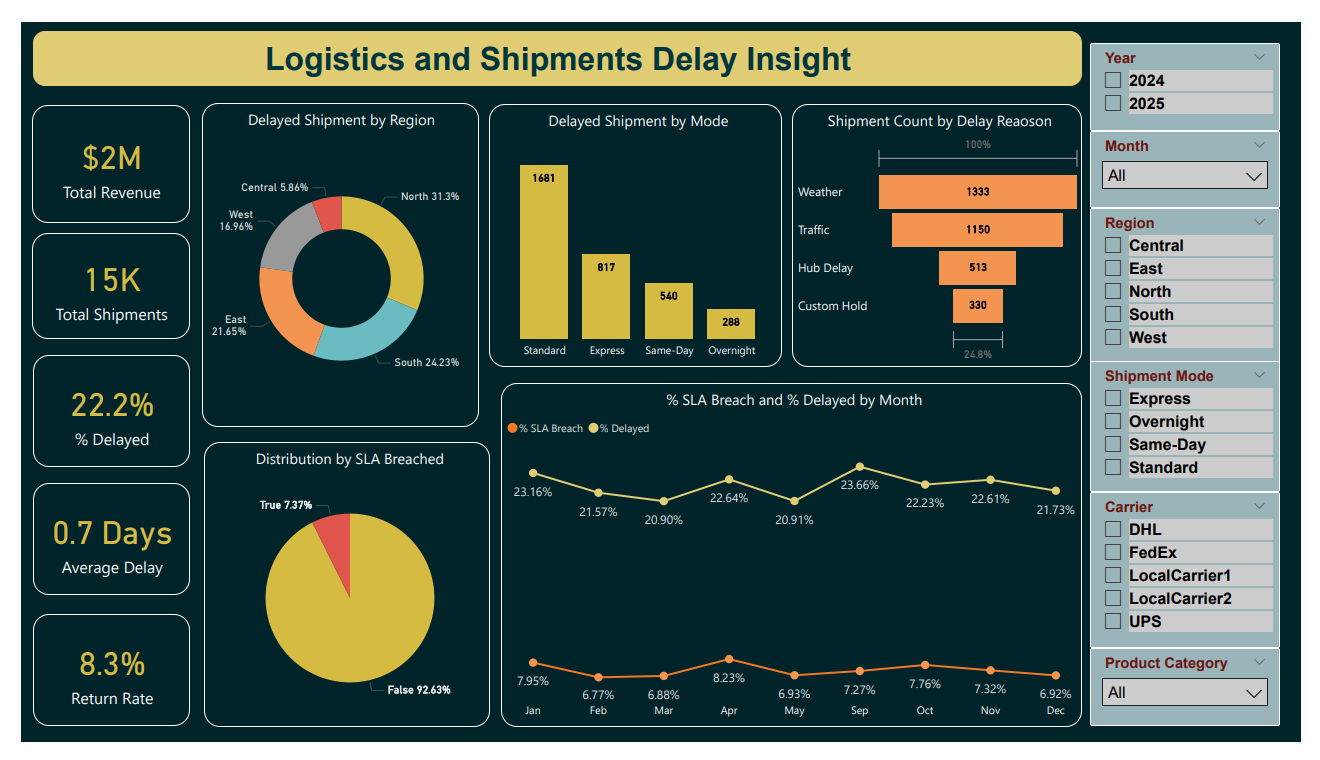 Logistics and Shipments Delay Insight
$2M
Total Revenue
15K
Total Shipments
22.2%
% Delayed
0.7 Days
Average Delay
8.3%
Return Rate
Delayed Shipment by Region
Central 5.86%
North 31.3%
West
16.96%
East
21.65%
South 24.23%
Delayed Shipment by Mode
1681
817
540
288
Standard
Express
Same-Day
Overnight
Shipment Count by Delay Reaoson
100%
Weather
1333
Traffic
1150
Hub Delay
513
Custom Hold
330
24.8%
Distribution by SLA Breached
True 7.37%
False 92.63%
% SLA Breach and % Delayed by Month
% SLA Breach
% Delayed
23.16%
21.57%
20.90%
22.64%
20.91%
23.66%
22.23%
22.61%
21.73%
7.95%
6.77%
6.88%
8.23%
6.93%
7.27%
7.76%
7.32%
6.92%
Jan
Feb
Mar
Apr
May
Sep
Oct
Nov
Dec
Year
2024
2025
Month
All
Region
Central
East
North
South
West
Shipment Mode
Express
Overnight
Same-Day
Standard
Carrier
DHL
FedEx
LocalCarrier1
LocalCarrier2
UPS
Product Category
All